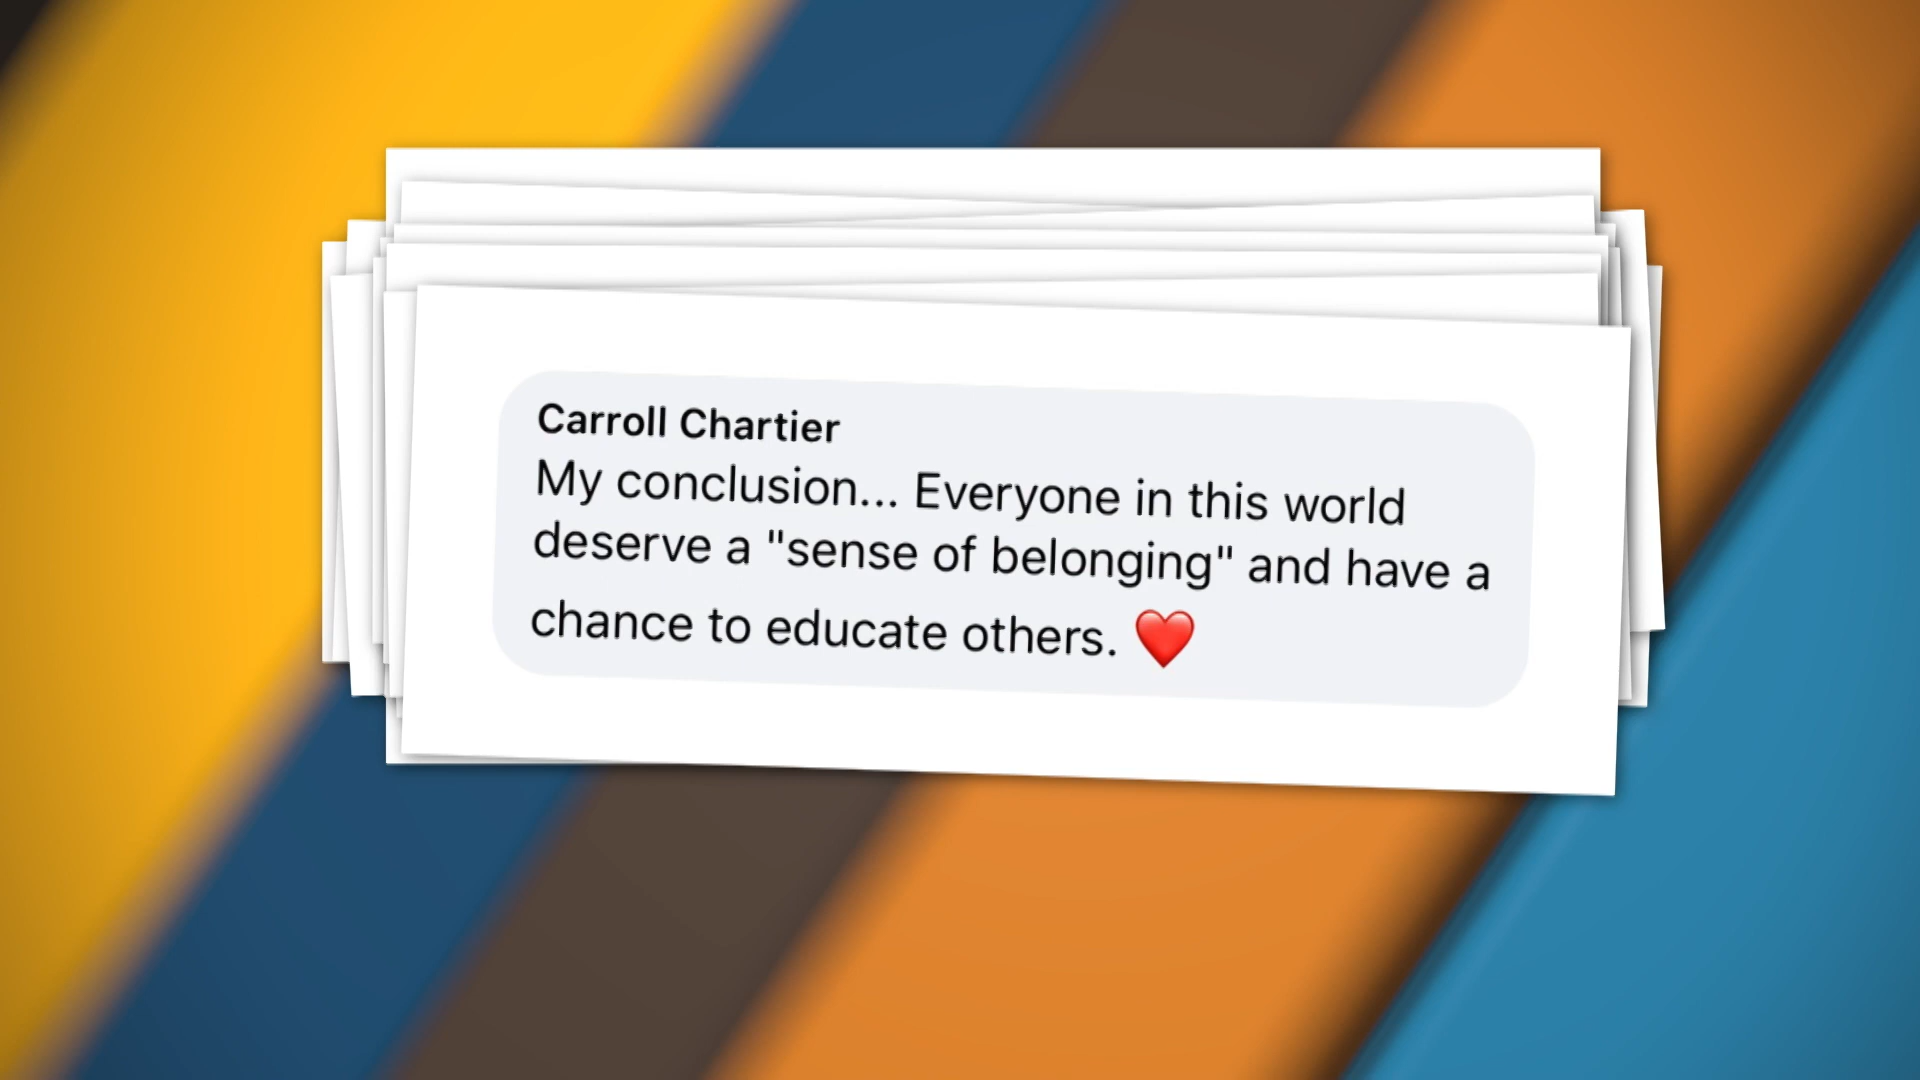 Carroll Chartier
My conclusion... Everyone in this world
deserve a "sense of belonging" and have a
chance to educate others. ❤️